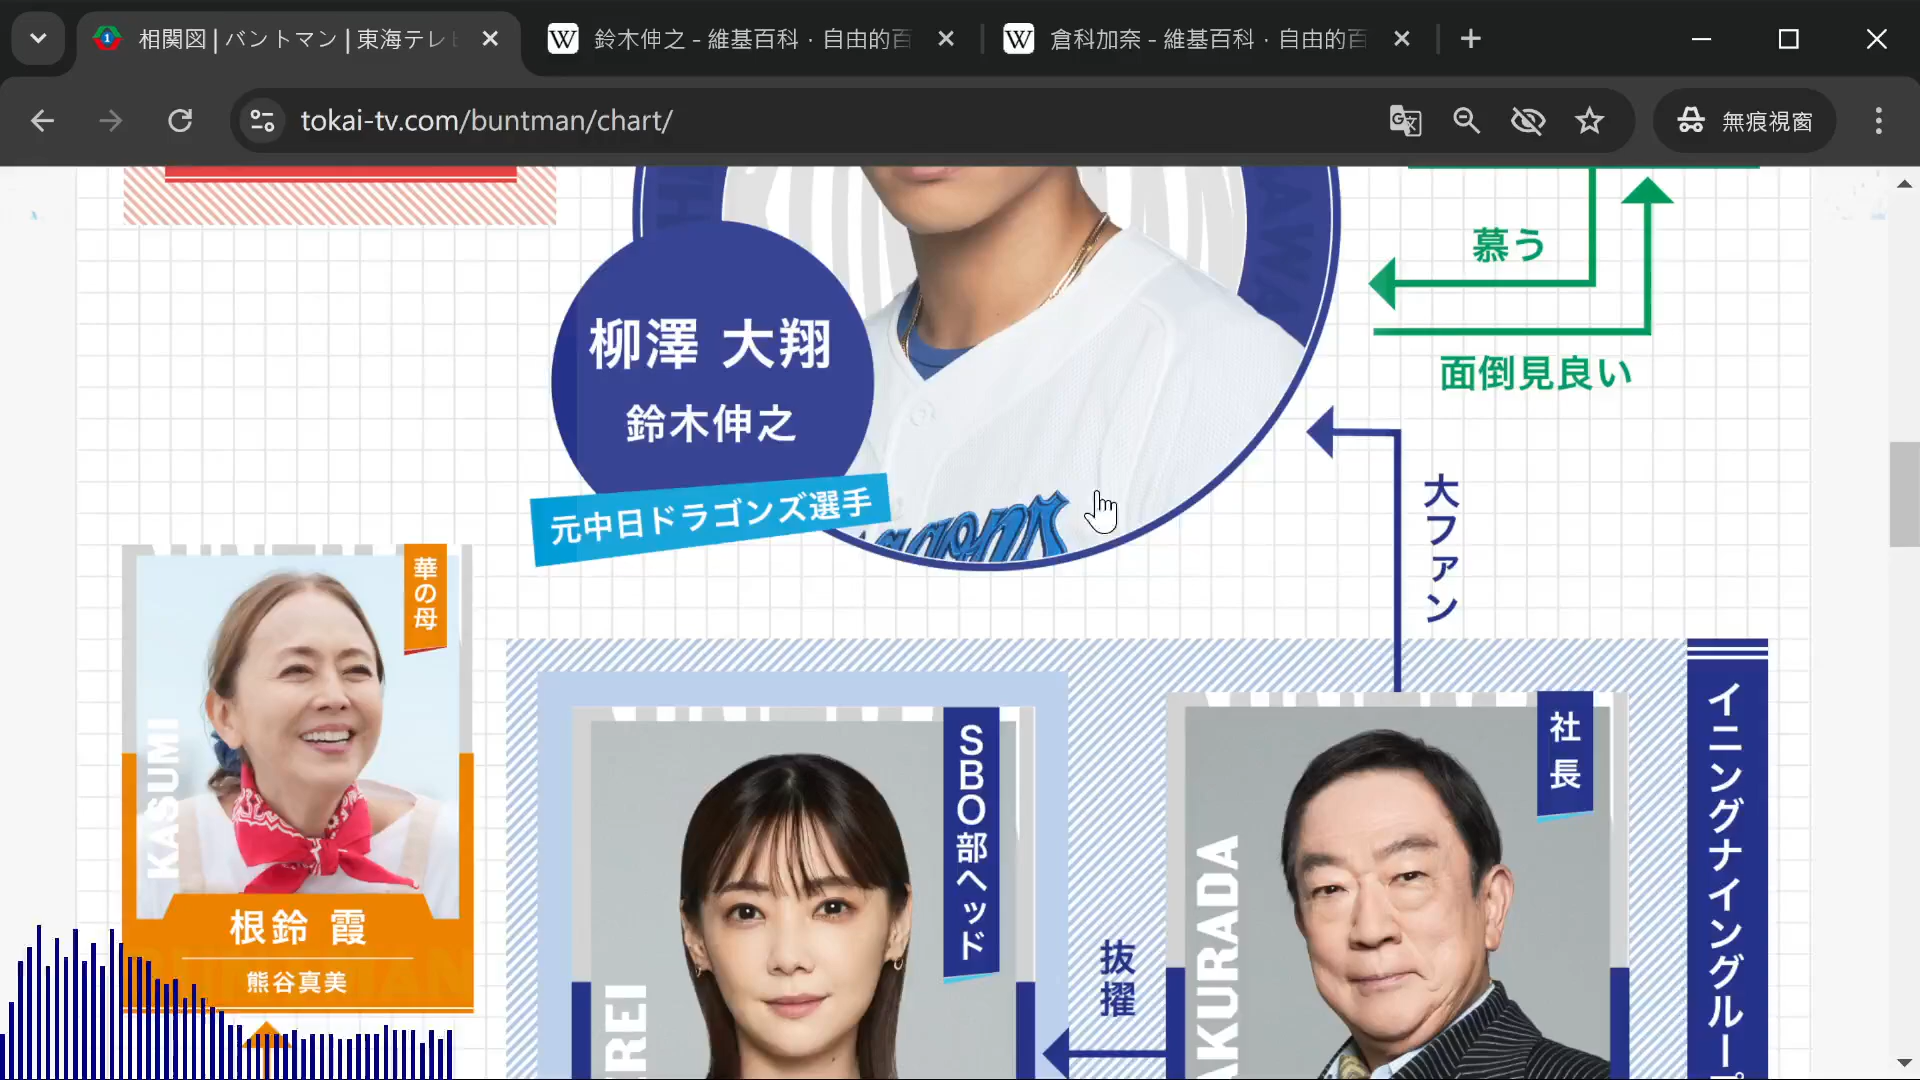 相関図 | バントマン | 東海テレ
鈴木伸之 - 維基百科，自由的百
倉科加奈 - 維基百科，自由的百
tokai-tv.com/buntman/chart/
無痕視窗
慕う
面倒見良い
柳澤 大翔
鈴木伸之
元中日ドラゴンズ選手
大ファン
華の母
KASUMI
根鈴 霞
熊谷真美
SBO部ヘッド
REI
抜擢
社長
AKURADA
イニングナイングルー